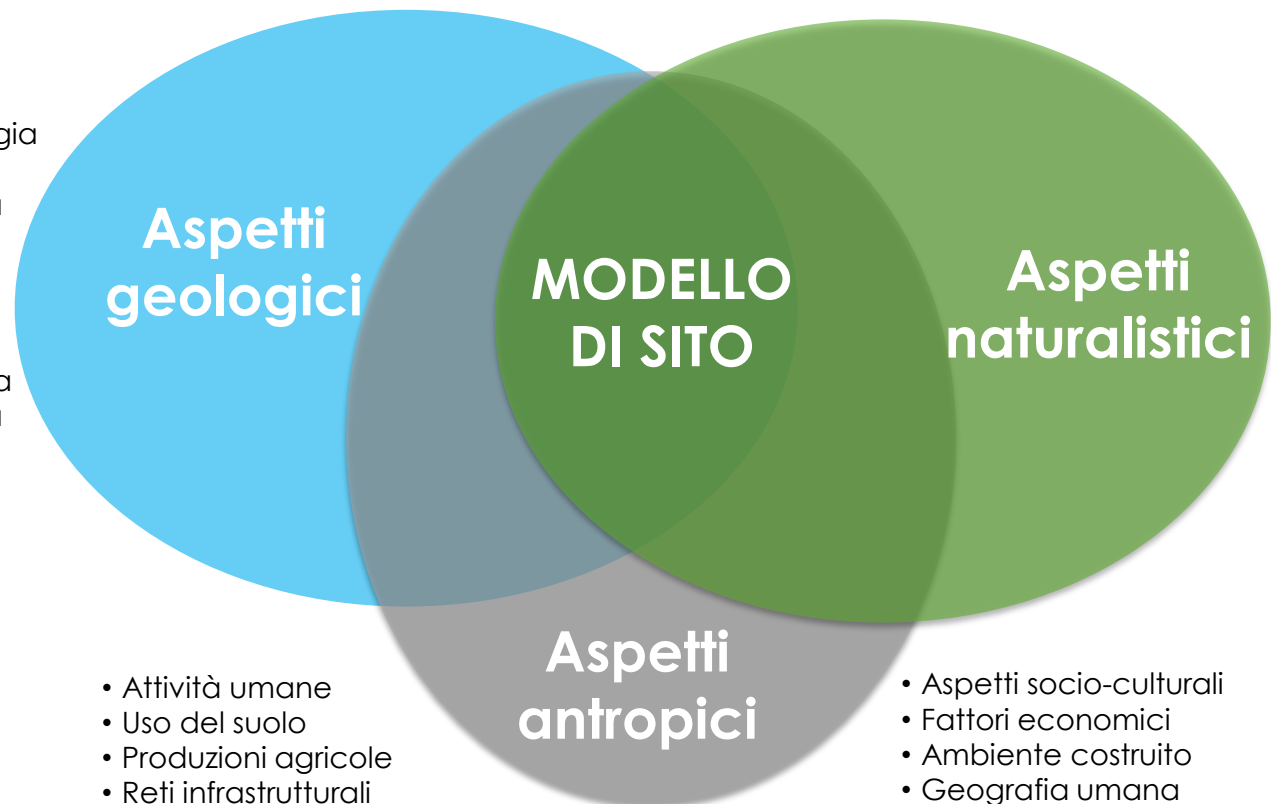 gia
Aspetti
geologici
MODELLO
DI SITO
Aspetti
naturalistici
a
Aspetti
antropici
• Attività umane
• Uso del suolo
• Produzioni agricole
• Reti infrastrutturali
• Aspetti socio-culturali
• Fattori economici
• Ambiente costruito
• Geografia umana